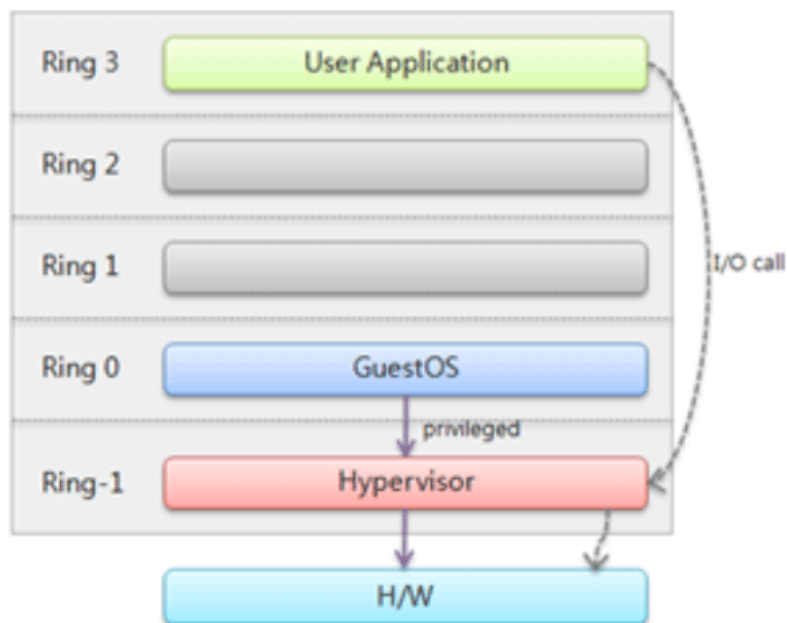 Ring 3 User Application
Ring 2
Ring 1
I/O call
Ring 0 GuestOS
privileged
Ring-1 Hypervisor
H/W